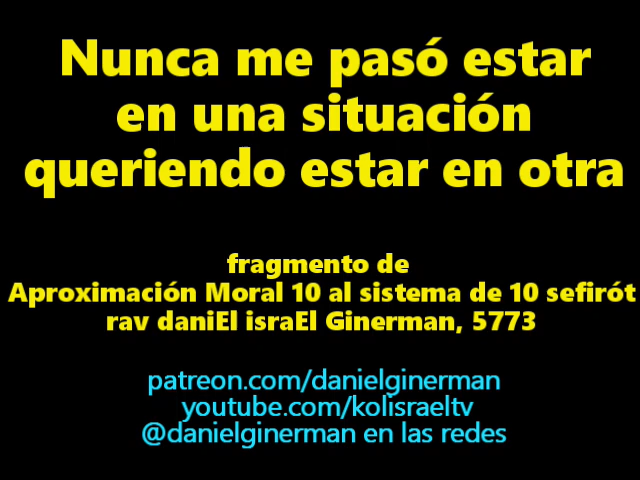 Nunca me pasó estar
en una situación
queriendo estar en otra
fragmento de
Aproximación Moral 10 al sistema de 10 sefirót
rav daniEl israEl Ginerman, 5773
patreon.com/danielginerman
youtube.com/kolisraeltv
@danielginerman en las redes